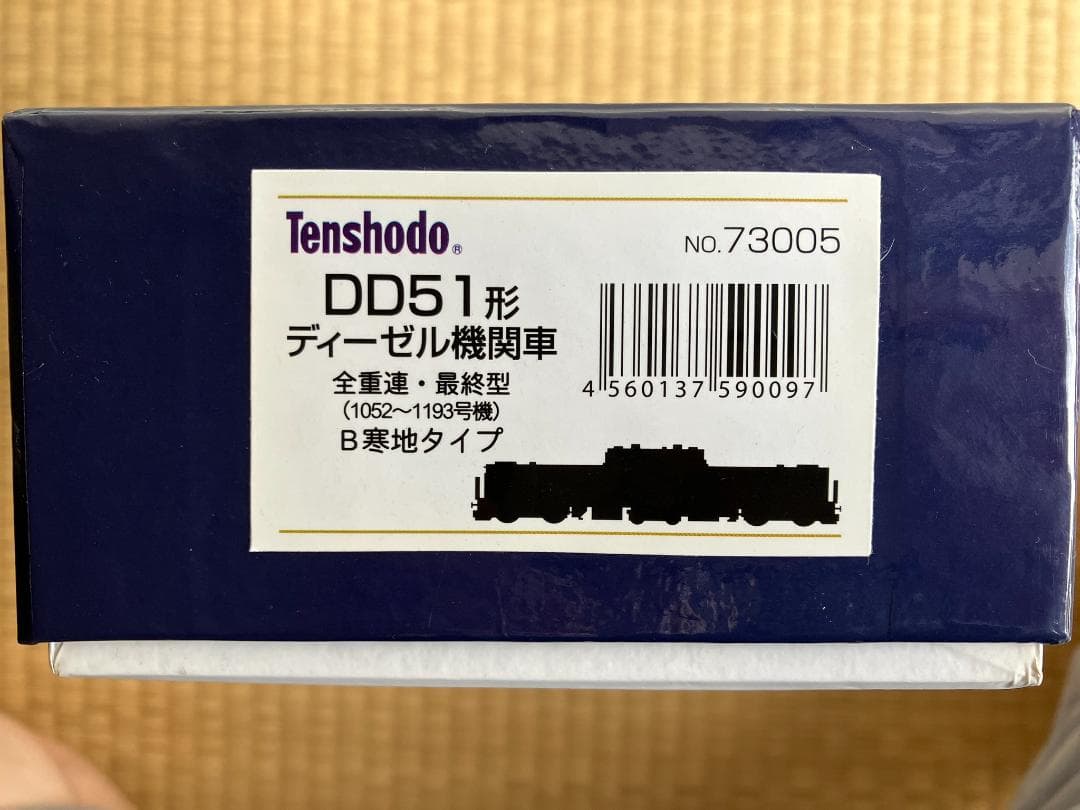 Tenshodo®
NO.73005
DD51形
ディーゼル機関車
全重連・最終型
(1052〜1193号機)
B寒地タイプ
4 560137 590097